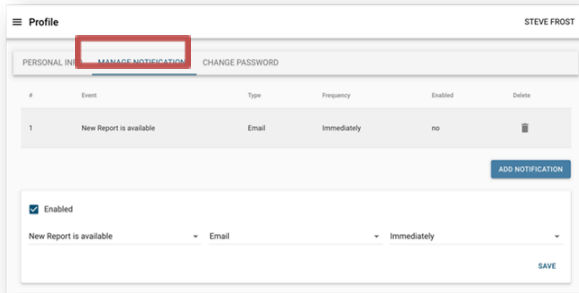 Profile STEVE FROST
PERSONAL MANAGE NOTIFICATION CHANGE PASSWORD
# Event Type Frequency Enabled Delete
1 New Report is available Email Immediately no
ADD NOTIFICATION
Enabled
New Report is available Email Immediately
SAVE